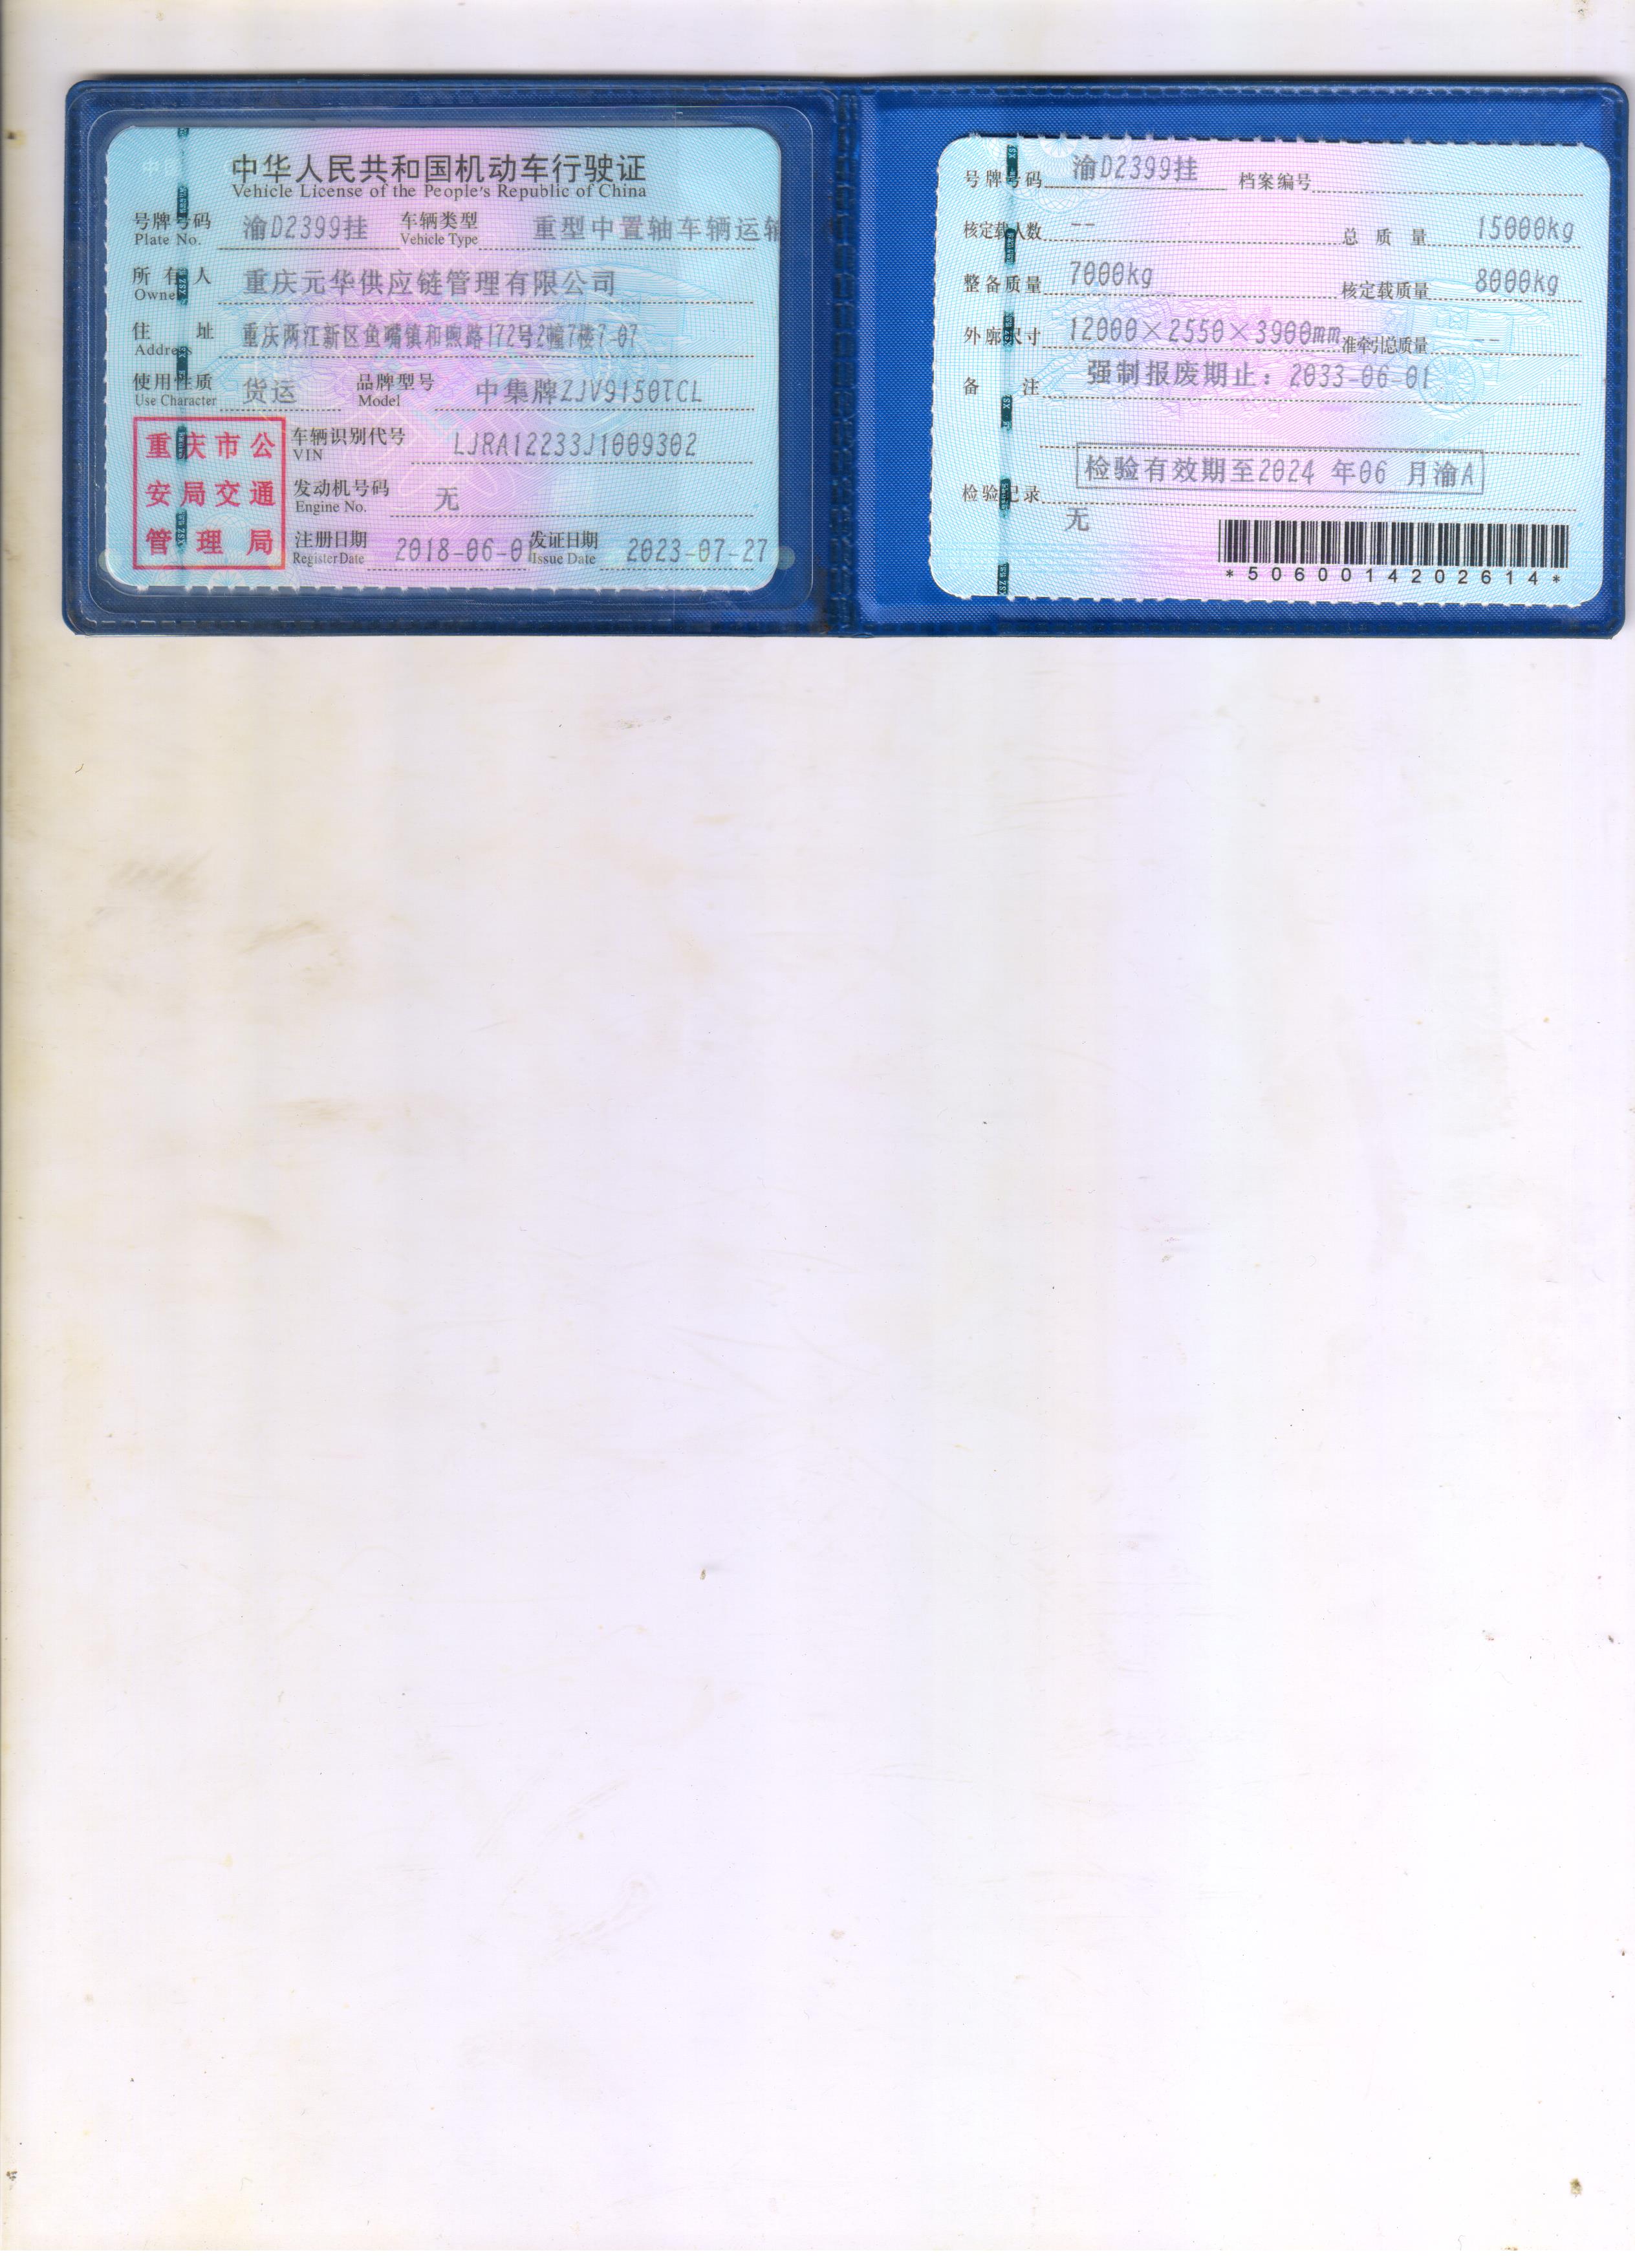 中华人民共和国机动车行驶证
Vehicle License of the People's Republic of China
号牌号码 渝D2399挂 车辆类型 重型中置轴车辆运输
Plate No. Vehicle Type
所有人 重庆元华供应链管理有限公司
Owner
住址 重庆两江新区鱼嘴镇和煦路172号2幢7楼7-07
Address
使用性质 货运 品牌型号 中集牌ZJV9150TCL
Use Character Model
重庆市公
安局交通
管理局
车辆识别代号 LJRA12233J1009302
VIN
发动机号码 无
Engine No.
注册日期 2018-06-01 发证日期 2023-07-27
Register Date Issue Date
号牌号码 渝D2399挂 档案编号
核定载人数 -- 总质量 15000kg
整备质量 7000kg 核定载质量 8000kg
外廓尺寸 12000×2550×3900mm 准牵引总质量 --
备注 强制报废期止：2033-06-01
检验有效期至2024 年06 月渝A
检验记录
无
*5060014202614*